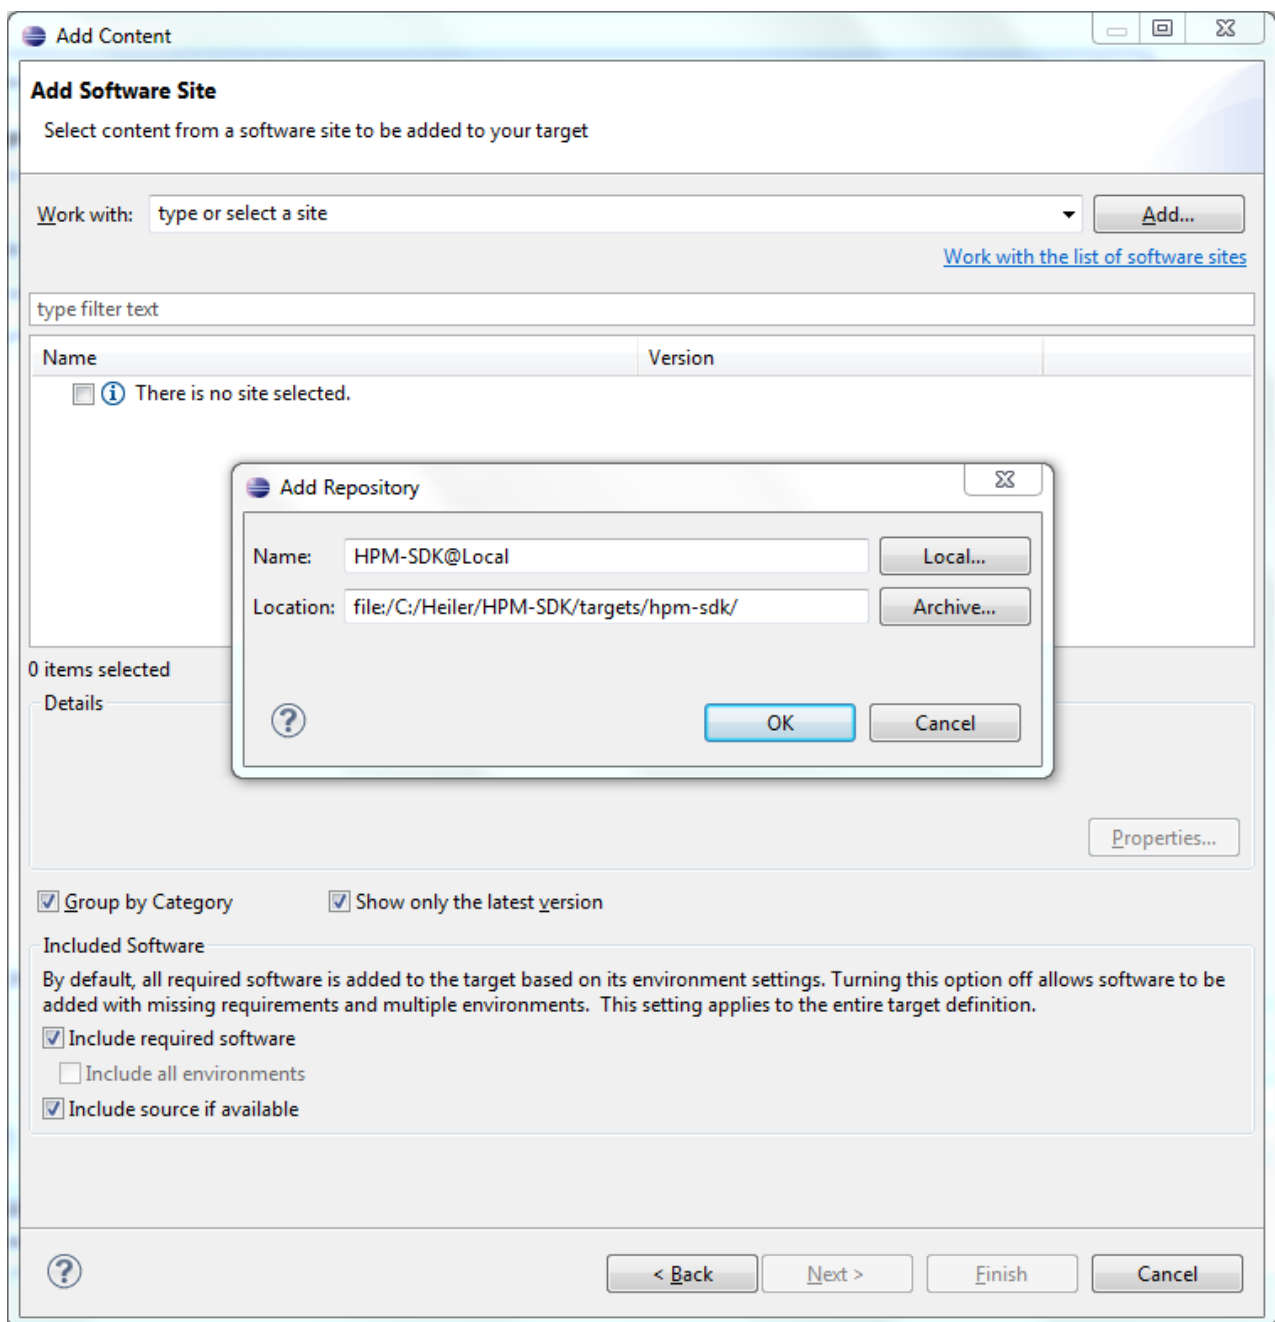 Add Content
Add Software Site
Select content from a software site to be added to your target
Work with: type or select a site Add...
Work with the list of software sites
type filter text
Name Version
There is no site selected.
Add Repository
Name: HPM-SDK@Local Local...
Location: file:/C:/Heiler/HPM-SDK/targets/hpm-sdk/ Archive...
0 items selected
Details
OK Cancel
Properties...
Group by Category Show only the latest version
Included Software
By default, all required software is added to the target based on its environment settings. Turning this option off allows software to be
added with missing requirements and multiple environments. This setting applies to the entire target definition.
Include required software
Include all environments
Include source if available
< Back Next > Finish Cancel